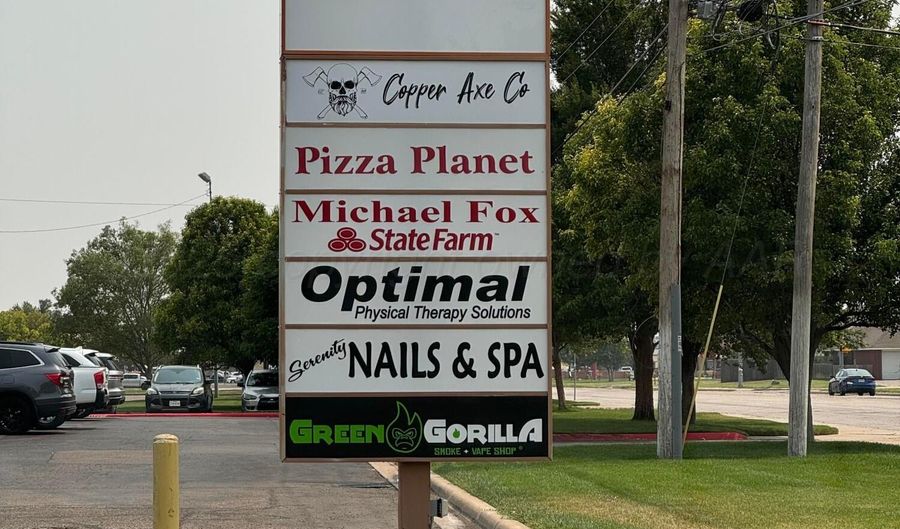 Copper Axe Co
Pizza Planet
Michael Fox
State Farm™
Optimal
Physical Therapy Solutions
Serenity NAILS & SPA
GREEN GORILLA
SMOKE + VAPE SHOP